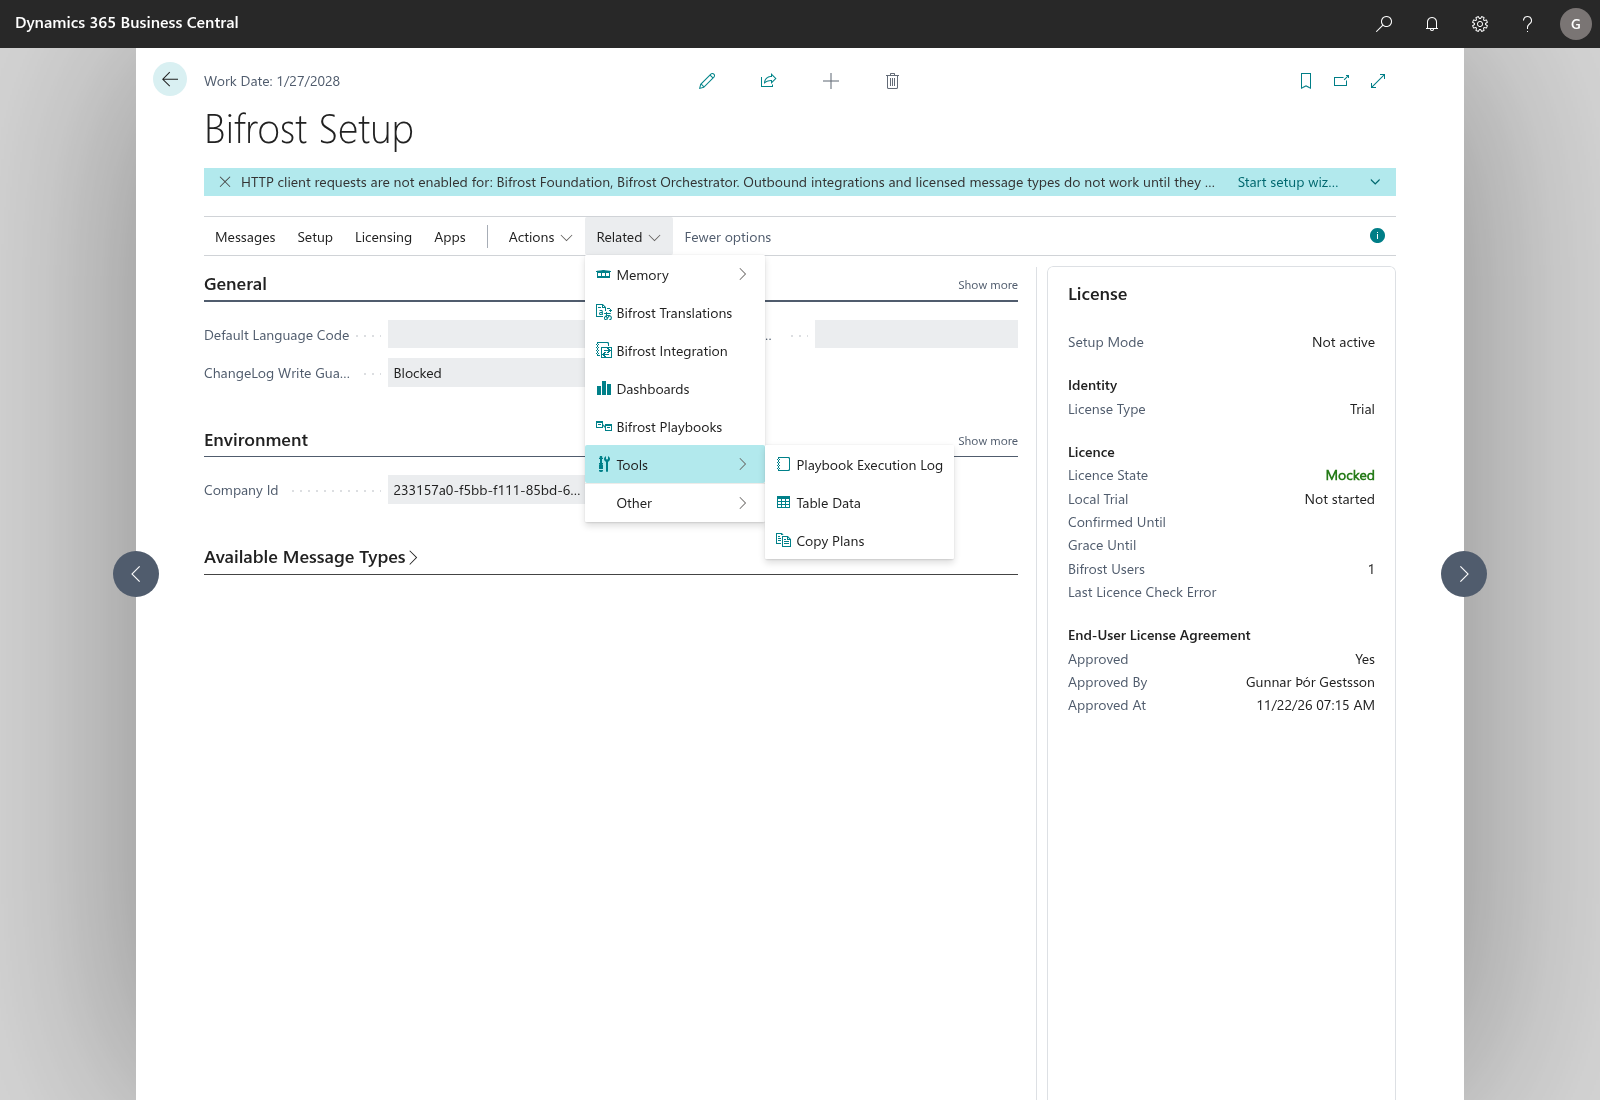 Dynamics 365 Business Central
G
Work Date: 1/27/2028
Bifrost Setup
HTTP client requests are not enabled for: Bifrost Foundation, Bifrost Orchestrator. Outbound integrations and licensed message types do not work until they ... Start setup wiz...
Messages Setup Licensing Apps Actions Related Fewer options
General Show more
Default Language Code
ChangeLog Write Gua... Blocked
Environment Show more
Company Id 233157a0-f5bb-f111-85bd-6...
Available Message Types
Memory
Bifrost Translations
Bifrost Integration
Dashboards
Bifrost Playbooks
Tools
Other
Playbook Execution Log
Table Data
Copy Plans
License
Setup Mode Not active
Identity
License Type Trial
Licence
Licence State Mocked
Local Trial Not started
Confirmed Until
Grace Until
Bifrost Users 1
Last Licence Check Error
End-User License Agreement
Approved Yes
Approved By Gunnar Þór Gestsson
Approved At 11/22/26 07:15 AM